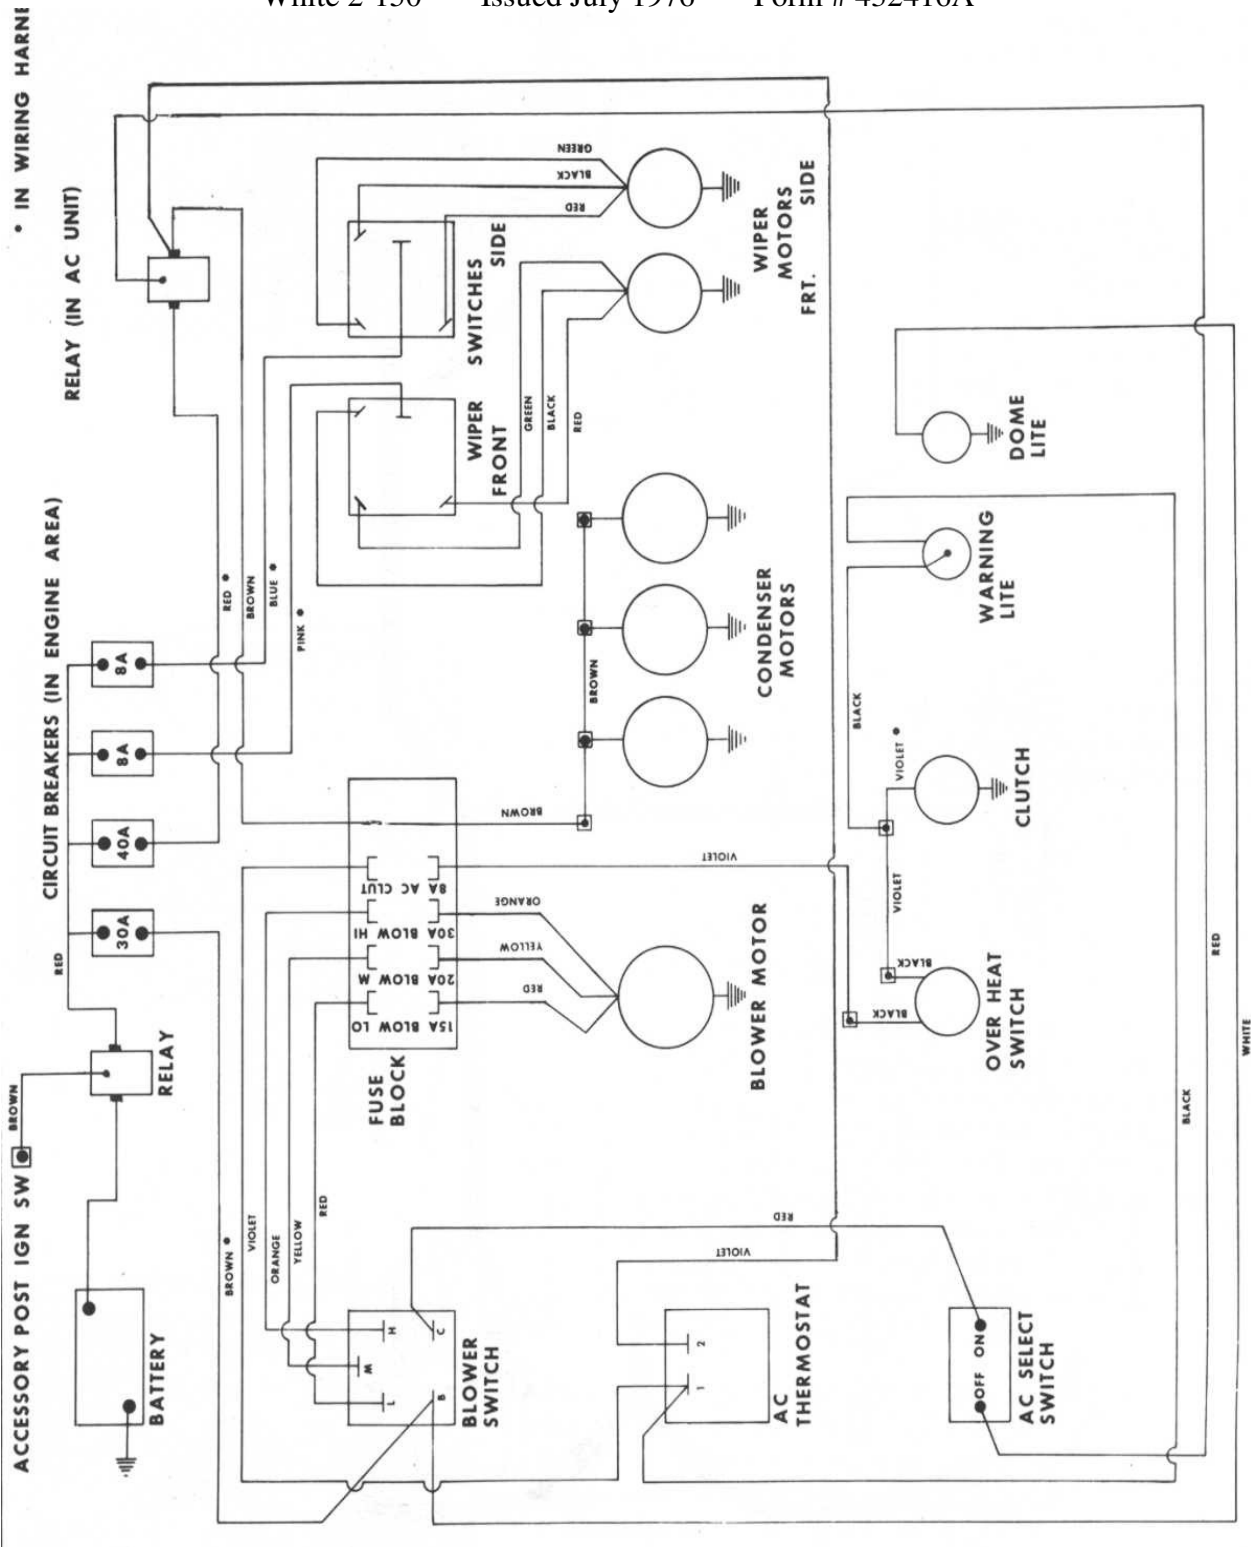 White 2-150 Issued July 1976 Form # 432416A
* IN WIRING
RELAY (IN AC UNIT)
CIRCUIT BREAKERS (IN ENGINE AREA)
ACCESSORY POST IGN SW
BROWN
RED
RELAY
BATTERY
30A
40A
8A
8A
RED *
BROWN
BLUE *
PINK *
BROWN *
VIOLET
ORANGE
YELLOW
RED
FUSE
BLOCK
15A BLOW LO
20A BLOW M
30A BLOW HI
8A AC CLUT
BLOWER
SWITCH
L
M
H
B
C
WIPER SWITCHES
FRONT SIDE
GREEN
BLACK
RED
GREEN
BLACK
RED
WIPER
MOTORS
FRT. SIDE
BROWN
BROWN
CONDENSER
MOTORS
ORANGE
YELLOW
RED
BLOWER MOTOR
VIOLET
VIOLET
RED
AC
THERMOSTAT
1
2
AC SELECT
SWITCH
OFF ON
OVER HEAT
SWITCH
BLACK
BLACK
VIOLET
VIOLET *
BLACK
CLUTCH
WARNING
LITE
DOME
LITE
BLACK
RED
WHITE